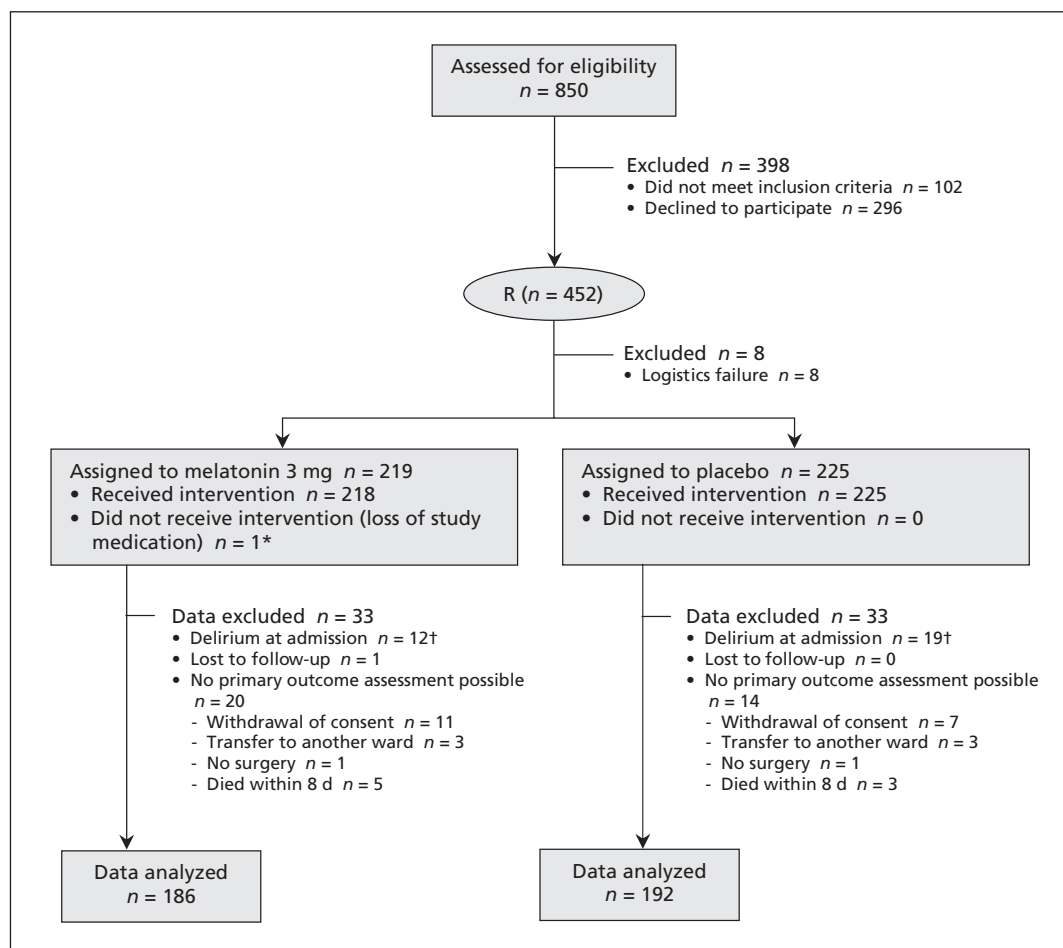 Assessed for eligibility
n = 850
Excluded n = 398
• Did not meet inclusion criteria n = 102
• Declined to participate n = 296
R (n = 452)
Excluded n = 8
• Logistics failure n = 8
Assigned to melatonin 3 mg n = 219
• Received intervention n = 218
• Did not receive intervention (loss of study
medication) n = 1*
Assigned to placebo n = 225
• Received intervention n = 225
• Did not receive intervention n = 0
Data excluded n = 33
• Delirium at admission n = 12†
• Lost to follow-up n = 1
• No primary outcome assessment possible
n = 20
- Withdrawal of consent n = 11
- Transfer to another ward n = 3
- No surgery n = 1
- Died within 8 d n = 5
Data excluded n = 33
• Delirium at admission n = 19†
• Lost to follow-up n = 0
• No primary outcome assessment possible
n = 14
- Withdrawal of consent n = 7
- Transfer to another ward n = 3
- No surgery n = 1
- Died within 8 d n = 3
Data analyzed
n = 186
Data analyzed
n = 192